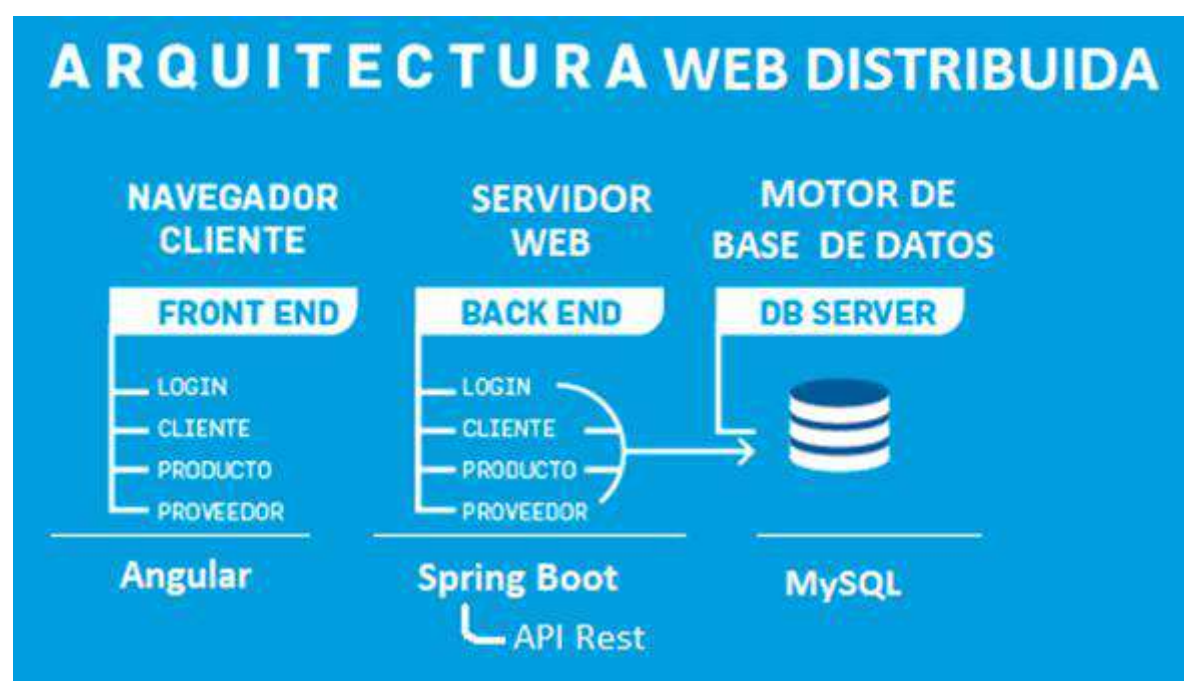 ARQUITECTURA WEB DISTRIBUIDA
NAVEGADOR
CLIENTE
FRONT END
LOGIN
CLIENTE
PRODUCTO
PROVEEDOR
Angular
SERVIDOR
WEB
BACK END
LOGIN
CLIENTE
PRODUCTO
PROVEEDOR
Spring Boot
API Rest
MOTOR DE
BASE DE DATOS
DB SERVER
MySQL